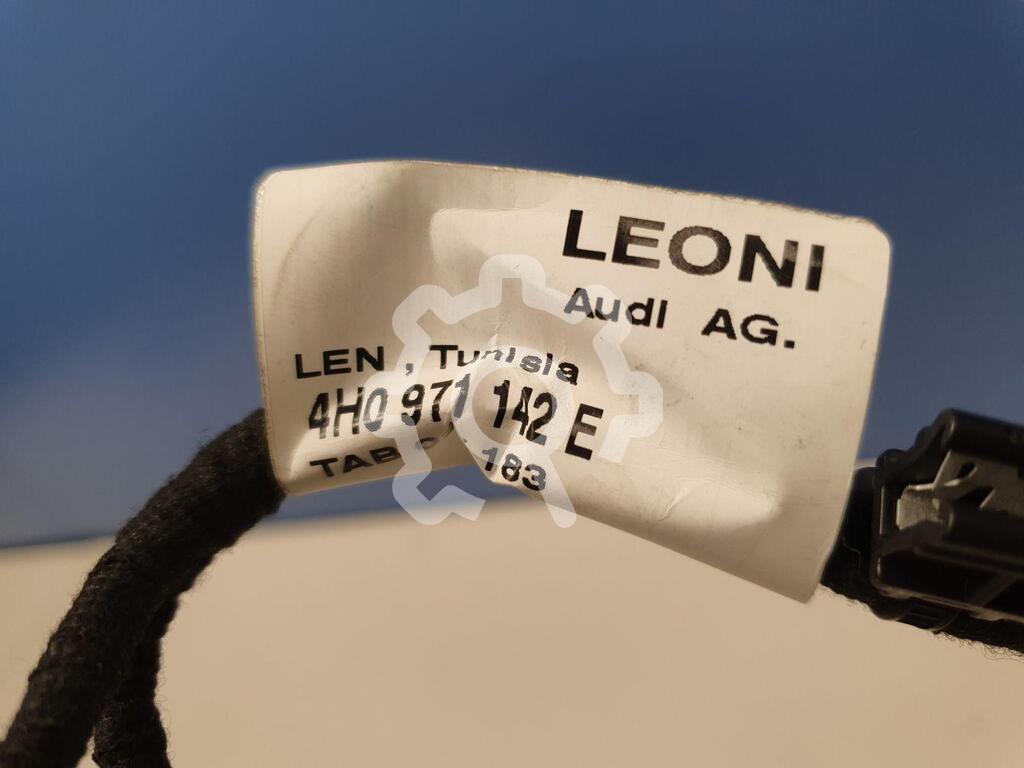 LEONI
Audi AG.
LEN , Tunisia
4H0 971 142 E
183